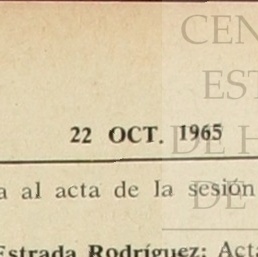 CEN
EST
22 OCT. 1965
DE H
a al acta de la sesión
DE
Estrada Rodríguez: Acta